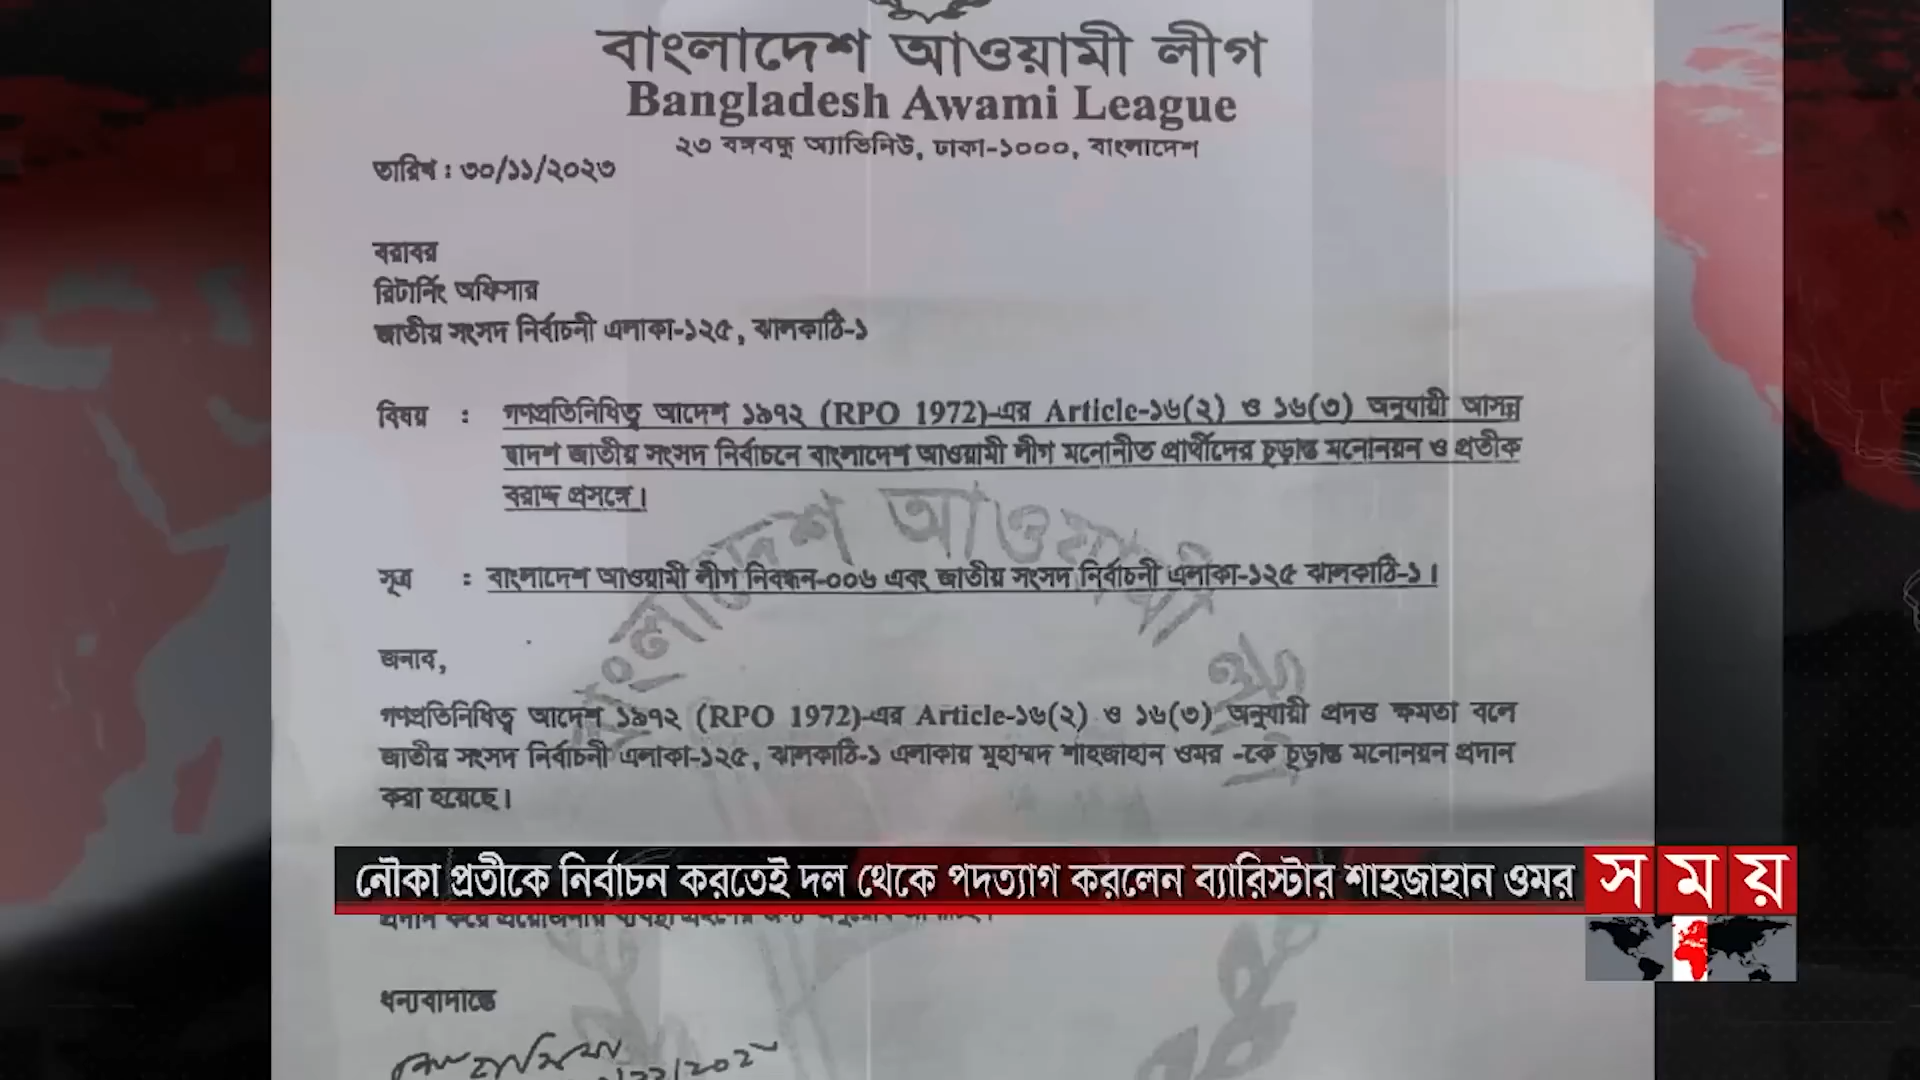 বাংলাদেশ আওয়ামী লীগ
Bangladesh Awami League
২৩ বঙ্গবন্ধু অ্যাভিনিউ, ঢাকা-১০০০, বাংলাদেশ
তারিখ : ৩০/১১/২০২৩
বরাবর
রিটার্নিং অফিসার
জাতীয় সংসদ নির্বাচনী এলাকা-১২৫, ঝালকাঠি-১
বিষয় : গণপ্রতিনিধিত্ব আদেশ ১৯৭২ (RPO 1972)-এর Article-১৬(২) ও ১৬(৩) অনুযায়ী আসন্ন
দ্বাদশ জাতীয় সংসদ নির্বাচনে বাংলাদেশ আওয়ামী লীগ মনোনীত প্রার্থীদের চূড়ান্ত মনোনয়ন ও প্রতীক
বরাদ্দ প্রসঙ্গে।
বাংলাদেশ আওয়ামী লীগ
সূত্র : বাংলাদেশ আওয়ামী লীগ নিবন্ধন-০০৬ এবং জাতীয় সংসদ নির্বাচনী এলাকা-১২৫ ঝালকাঠি-১।
জনাব,
গণপ্রতিনিধিত্ব আদেশ ১৯৭২ (RPO 1972)-এর Article-১৬(২) ও ১৬(৩) অনুযায়ী প্রদত্ত ক্ষমতা বলে
জাতীয় সংসদ নির্বাচনী এলাকা-১২৫, ঝালকাঠি-১ এলাকায় মুহাম্মদ শাহজাহান ওমর -কে চূড়ান্ত মনোনয়ন প্রদান
করা হয়েছে।
নৌকা প্রতীকে নির্বাচন করতেই দল থেকে পদত্যাগ করলেন ব্যারিস্টার শাহজাহান ওমর
সময়
ধন্যবাদান্তে